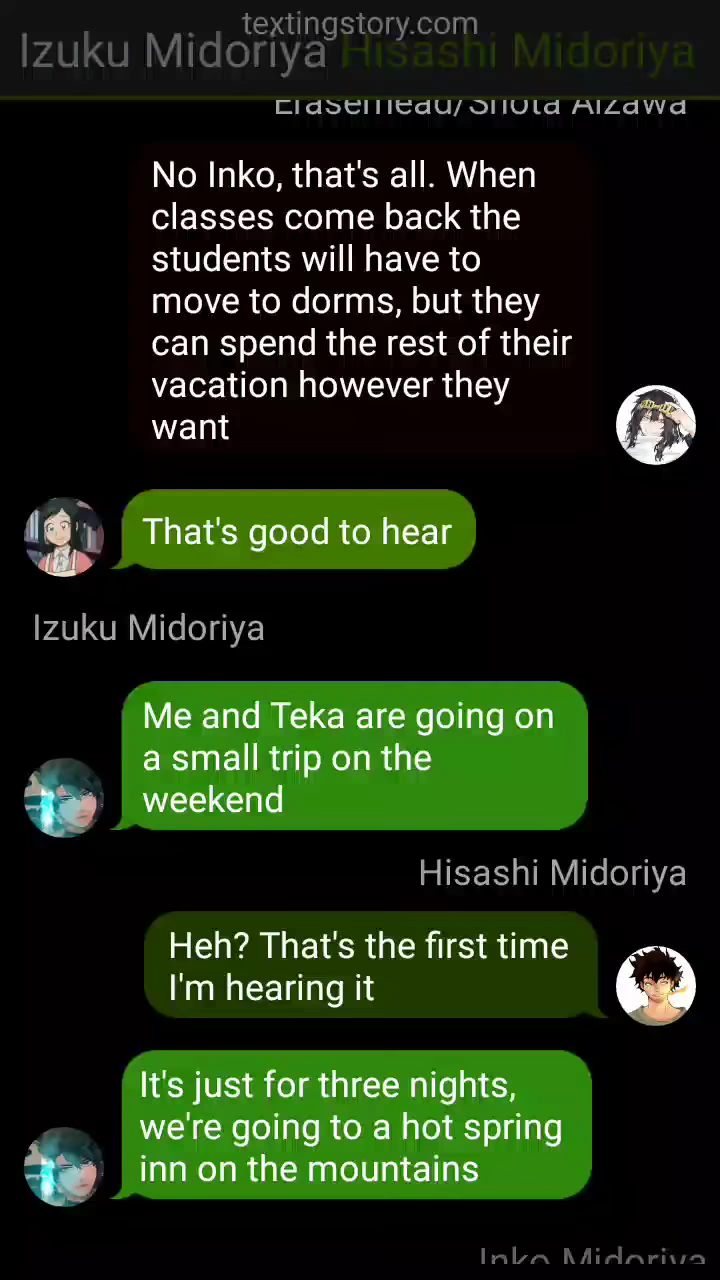 textingstory.com
Izuku Midoriya Hisashi Midoriya
Eraserhead/Shota Aizawa
No Inko, that's all. When
classes come back the
students will have to
move to dorms, but they
can spend the rest of their
vacation however they
want
That's good to hear
Izuku Midoriya
Me and Teka are going on
a small trip on the
weekend
Hisashi Midoriya
Heh? That's the first time
I'm hearing it
It's just for three nights,
we're going to a hot spring
inn on the mountains
Inko Midoriya